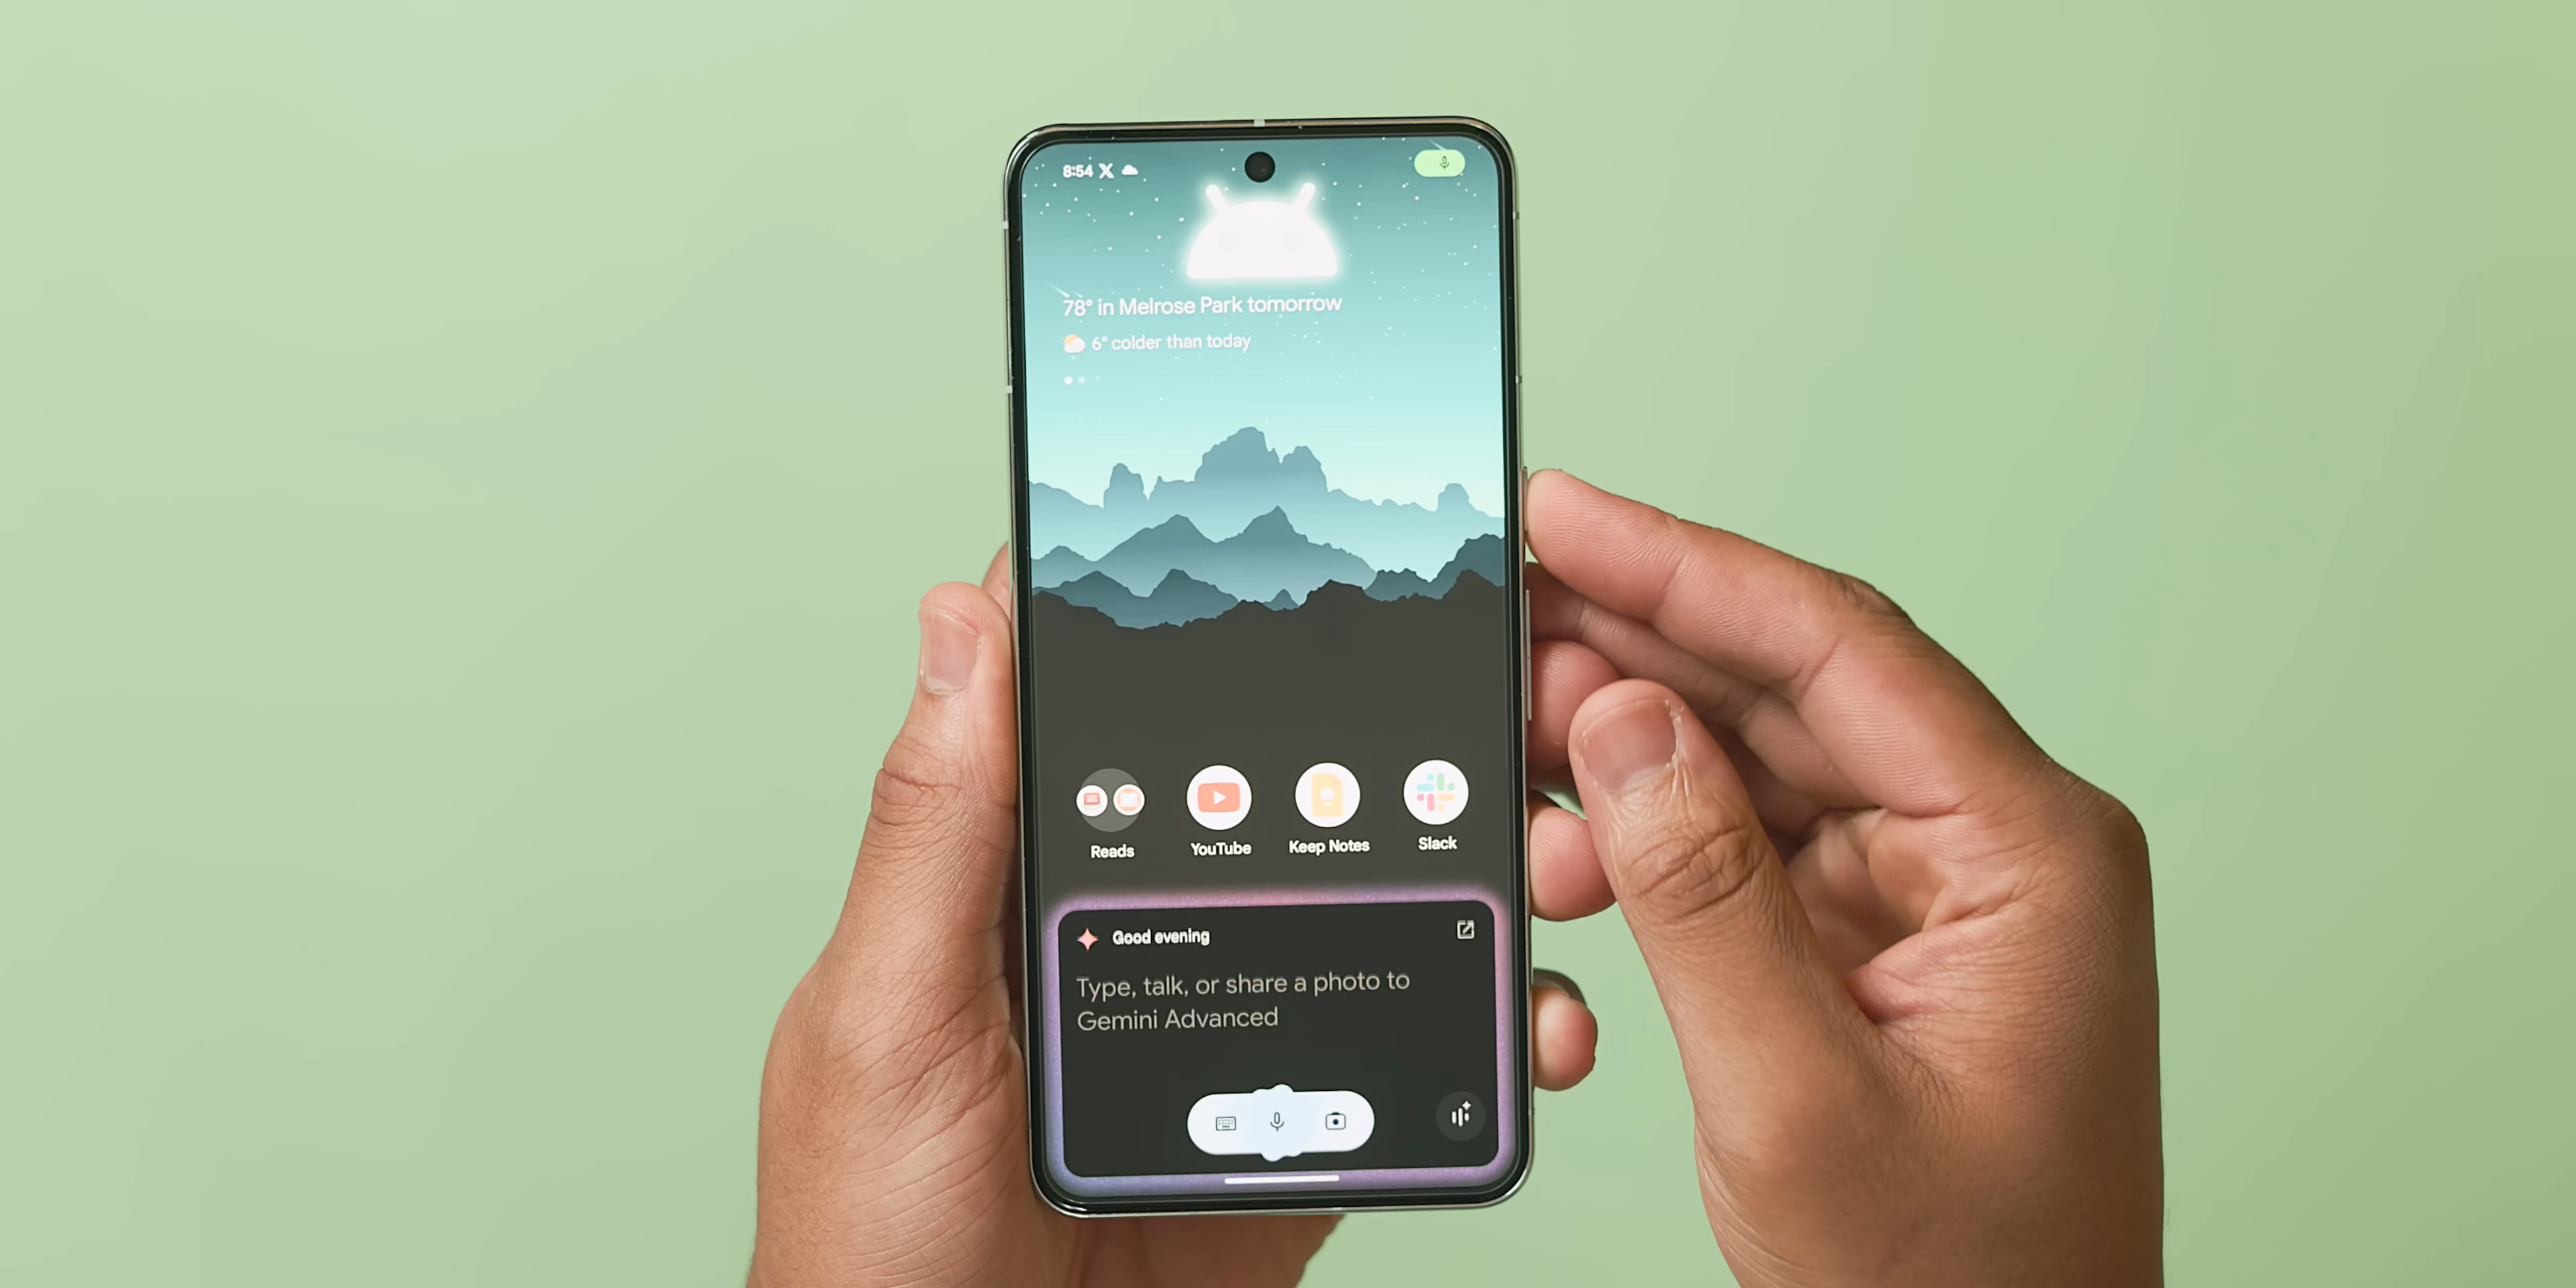 8:54 X
78° in Melrose Park tomorrow
6° colder than today
Reads YouTube Keep Notes Slack
Good evening
Type, talk, or share a photo to
Gemini Advanced